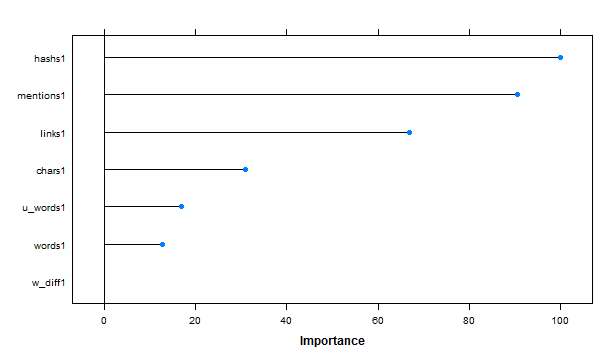 hashs1
mentions1
links1
chars1
u_words1
words1
w_diff1
0 20 40 60 80 100
Importance